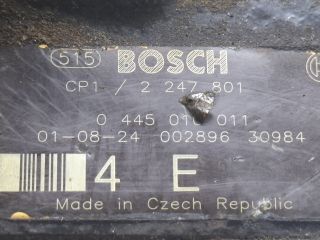 515 BOSCH
CP1 / 2 247 801
0 445 010 011
01-08-24 002896 30984
4 E
Made in Czech Republic